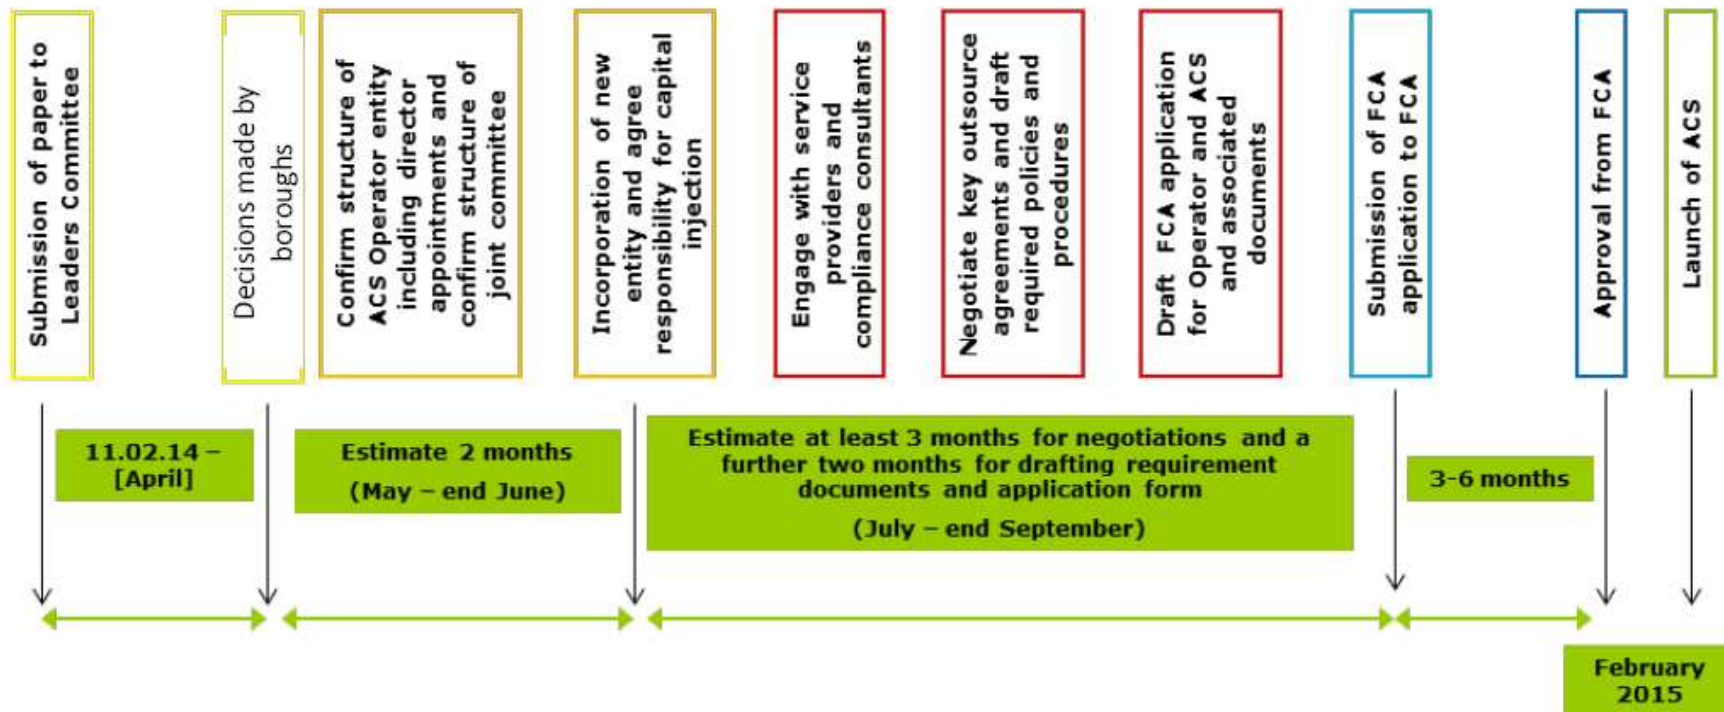 Submission of paper to
Leaders Committee
Decisions made by
boroughs
Confirm structure of
ACS Operator entity
including director
appointments and
confirm structure of
joint committee
Incorporation of new
entity and agree
responsibility for capital
injection
Engage with service
providers and
compliance consultants
Negotiate key outsource
agreements and draft
required policies and
procedures
Draft FCA application
for Operator and ACS
and associated
documents
Submission of FCA
application to FCA
Approval from FCA
Launch of ACS
11.02.14 –
[April]
Estimate 2 months
(May – end June)
Estimate at least 3 months for negotiations and a
further two months for drafting requirement
documents and application form
(July – end September)
3-6 months
February
2015